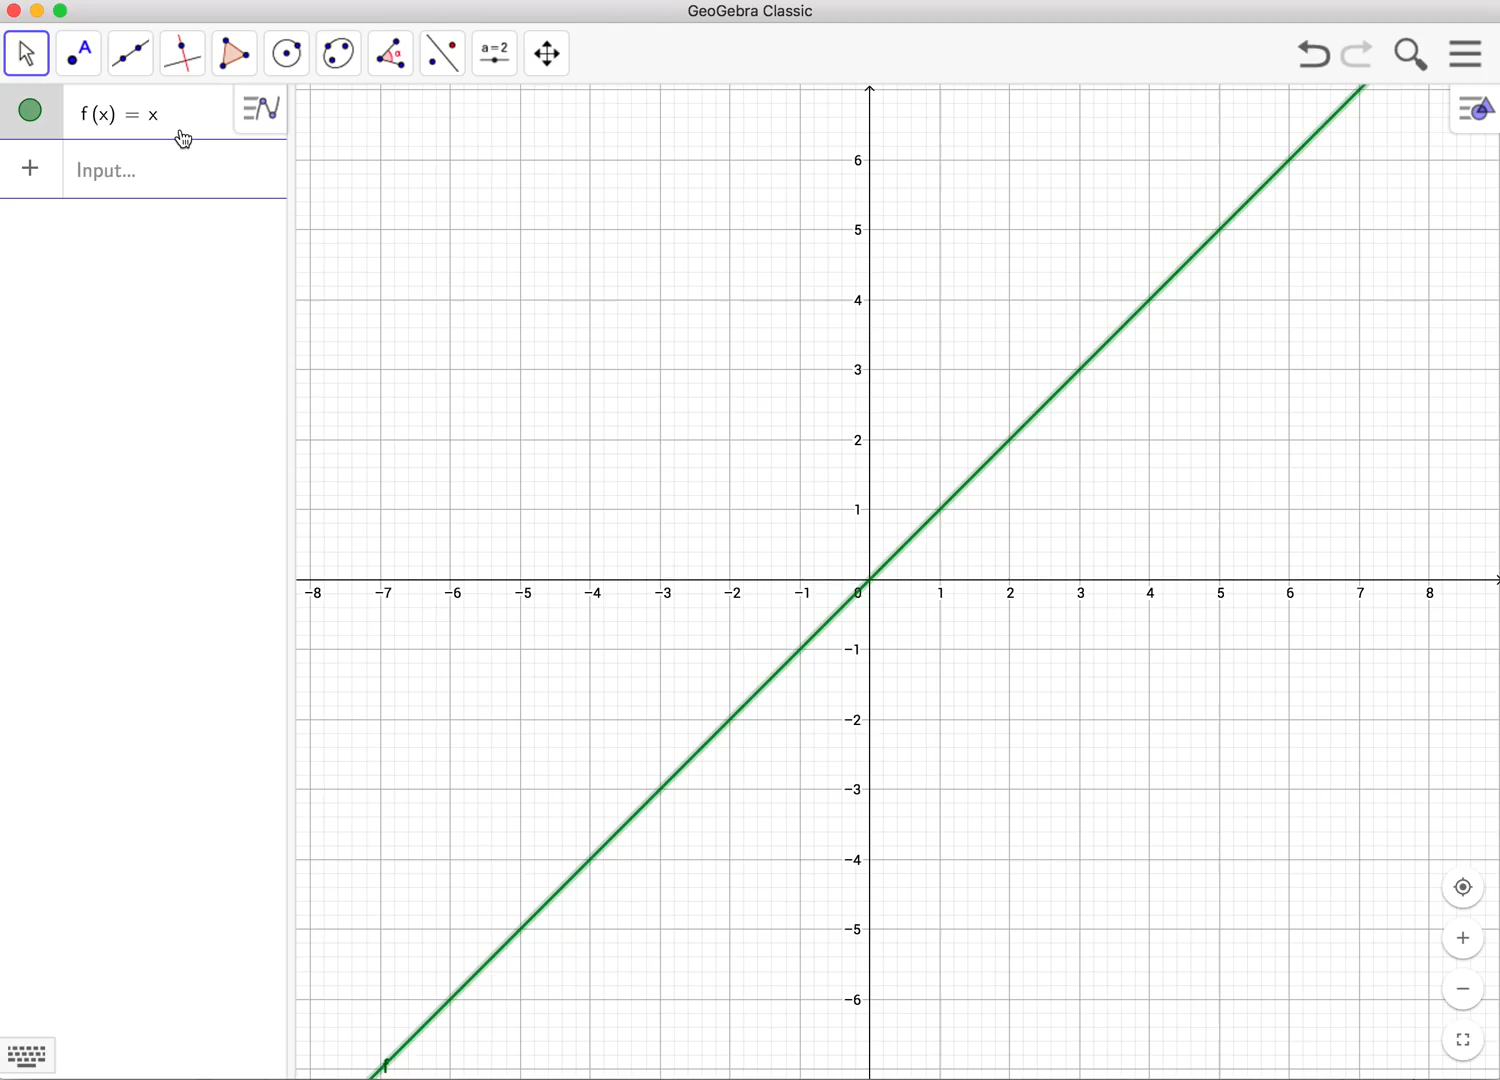 GeoGebra Classic
A
α
a=2
f(x) = x
+ Input...
6
5
4
3
2
1
-8 -7 -6 -5 -4 -3 -2 -1 0 1 2 3 4 5 6 7 8
-1
-2
-3
-4
-5
-6
f